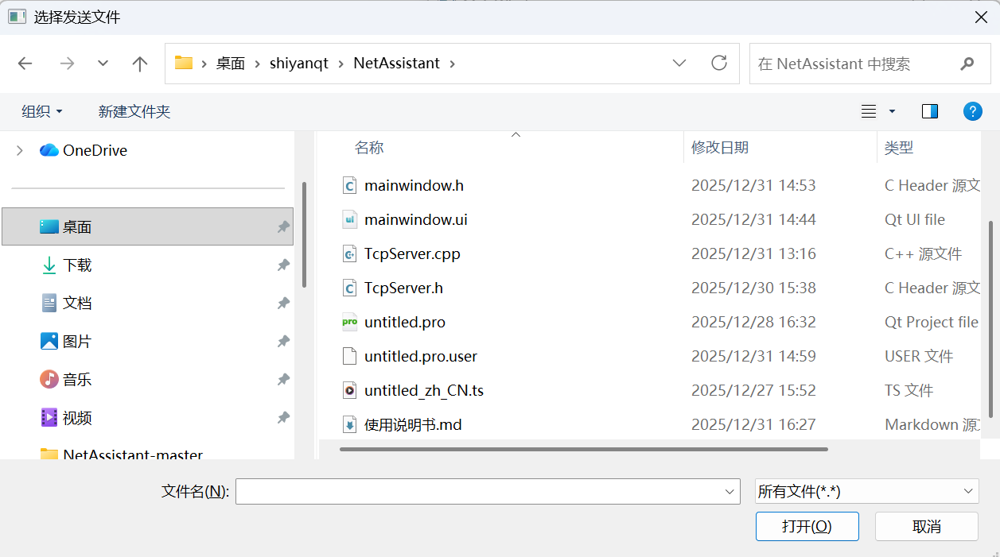 选择发送文件
桌面 shiyanqt NetAssistant
在 NetAssistant 中搜索
组织 新建文件夹
OneDrive
桌面
下载
文档
图片
音乐
视频
NetAssistant-master
名称 修改日期 类型
mainwindow.h 2025/12/31 14:53 C Header 源文
mainwindow.ui 2025/12/31 14:44 Qt UI file
TcpServer.cpp 2025/12/31 13:16 C++ 源文件
TcpServer.h 2025/12/30 15:38 C Header 源文
untitled.pro 2025/12/28 16:32 Qt Project file
untitled.pro.user 2025/12/31 14:59 USER 文件
untitled_zh_CN.ts 2025/12/27 15:52 TS 文件
使用说明书.md 2025/12/31 16:27 Markdown 源
文件名(N): 所有文件(*.*)
打开(O) 取消